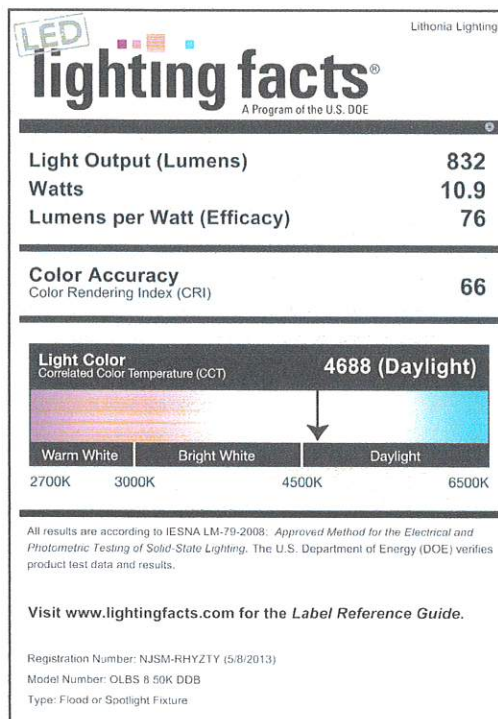 Lithonia Lighting
LED
lighting facts®
A Program of the U.S. DOE
Light Output (Lumens) 832
Watts 10.9
Lumens per Watt (Efficacy) 76
Color Accuracy
Color Rendering Index (CRI) 66
Light Color
Correlated Color Temperature (CCT) 4688 (Daylight)
Warm White Bright White Daylight
2700K 3000K 4500K 6500K
All results are according to IESNA LM-79-2008: Approved Method for the Electrical and
Photometric Testing of Solid-State Lighting. The U.S. Department of Energy (DOE) verifies
product test data and results.
Visit www.lightingfacts.com for the Label Reference Guide.
Registration Number: NJSM-RHYZTY (5/8/2013)
Model Number: OLBS 8 50K DDB
Type: Flood or Spotlight Fixture